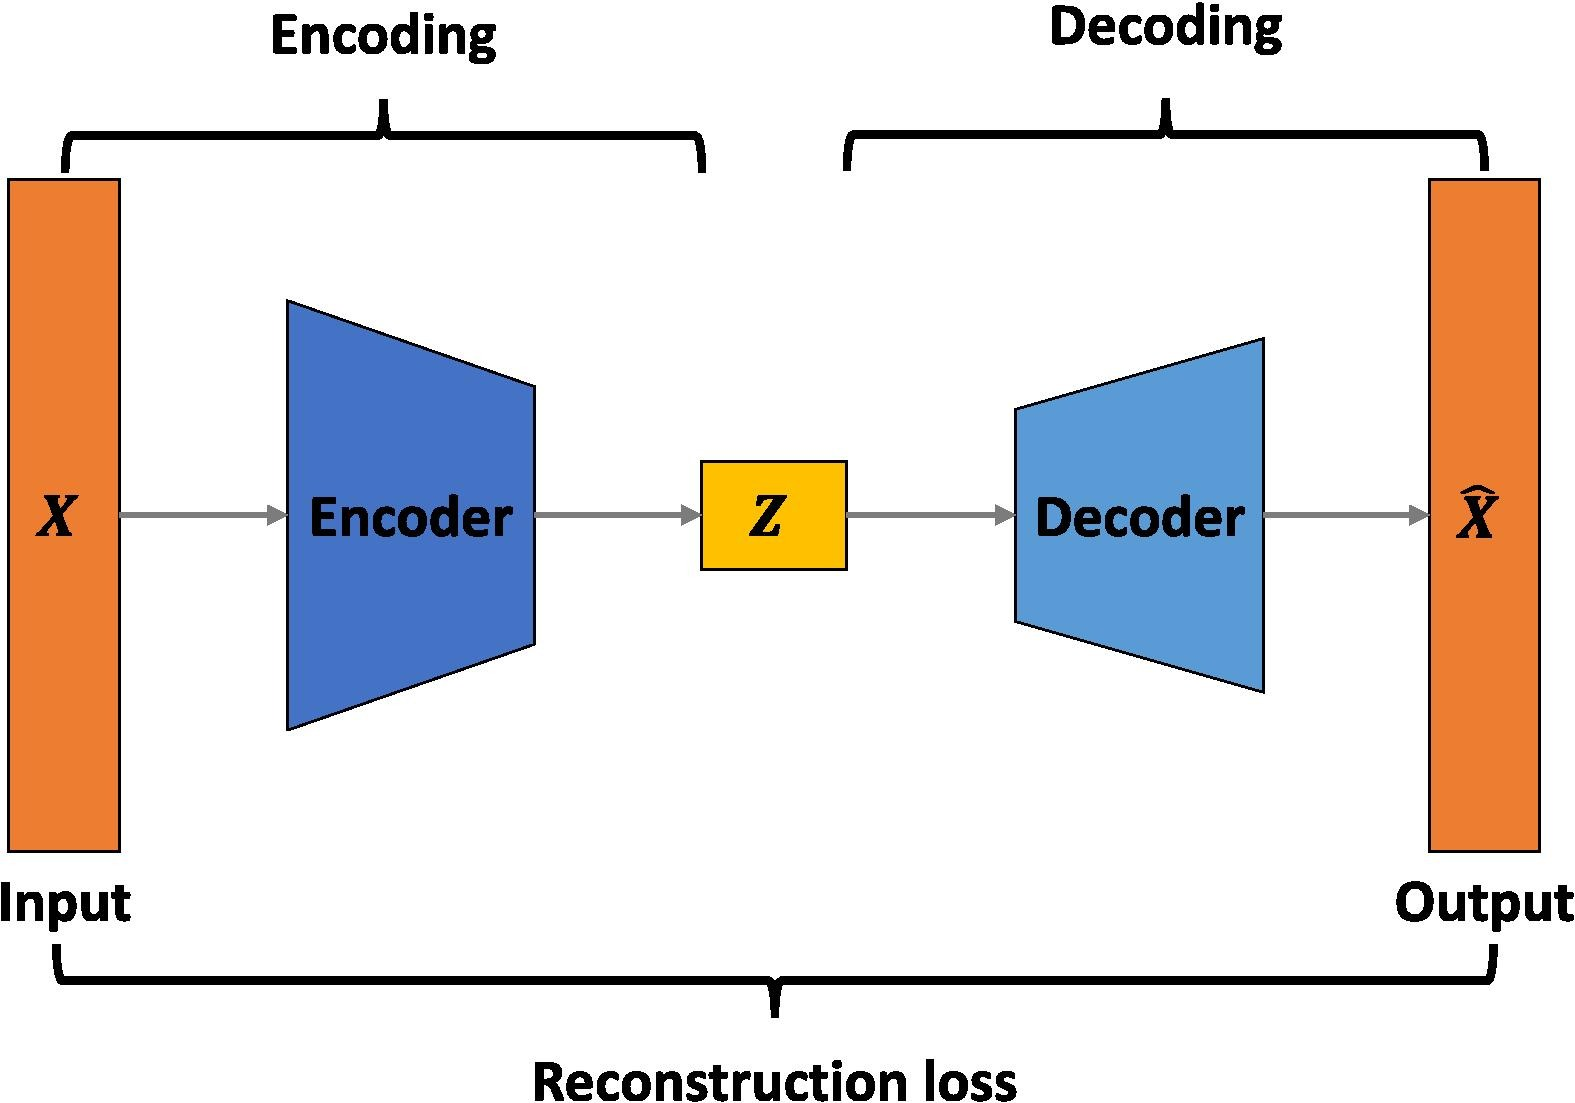 Encoding
Decoding
X
Encoder
Z
Decoder
X̂
Input
Output
Reconstruction loss